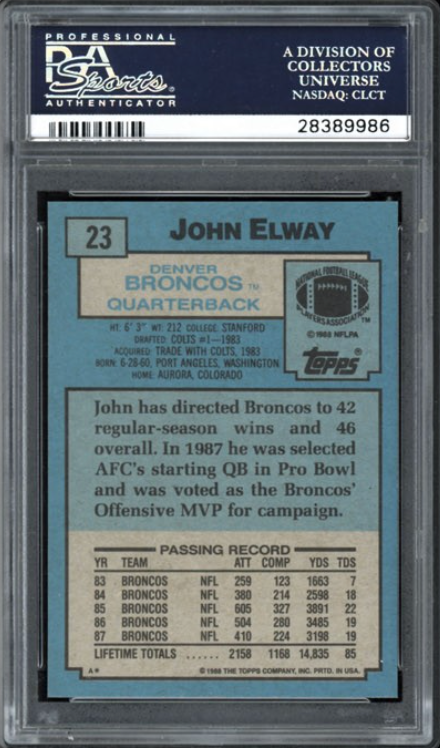 PROFESSIONAL
PSA
Sports
AUTHENTICATOR
A DIVISION OF
COLLECTORS
UNIVERSE
NASDAQ: CLCT
28389986
23
JOHN ELWAY
DENVER
BRONCOS TM
QUARTERBACK
NATIONAL FOOTBALL LEAGUE
PLAYERS ASSOCIATION TM
© 1988 NFLPA
topps®
HT: 6' 3" WT: 212 COLLEGE: STANFORD
DRAFTED: COLTS #1—1983
ACQUIRED: TRADE WITH COLTS, 1983
BORN: 6-28-60, PORT ANGELES, WASHINGTON
HOME: AURORA, COLORADO
John has directed Broncos to 42
regular-season wins and 46
overall. In 1987 he was selected
AFC's starting QB in Pro Bowl
and was voted as the Broncos'
Offensive MVP for campaign.
PASSING RECORD
YR TEAM ATT COMP YDS TDS
83 BRONCOS NFL 259 123 1663 7
84 BRONCOS NFL 380 214 2598 18
85 BRONCOS NFL 605 327 3891 22
86 BRONCOS NFL 504 280 3485 19
87 BRONCOS NFL 410 224 3198 19
LIFETIME TOTALS ...... 2158 1168 14,835 85
A* © 1988 THE TOPPS COMPANY, INC. PRTD. IN USA.